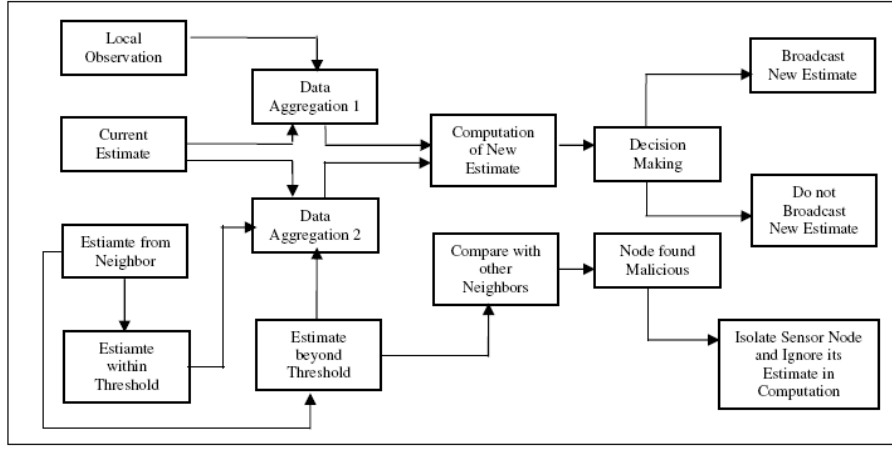 Local
Observation
Broadcast
New Estimate
Data
Aggregation 1
Current
Estimate
Computation
of New
Estimate
Decision
Making
Data
Aggregation 2
Do not
Broadcast
New Estimate
Estiamte from
Neighbor
Compare with
other
Neighbors
Node found
Malicious
Estiamte
within
Threshold
Estimate
beyond
Threshold
Isolate Sensor Node
and Ignore its
Estimate in
Computation